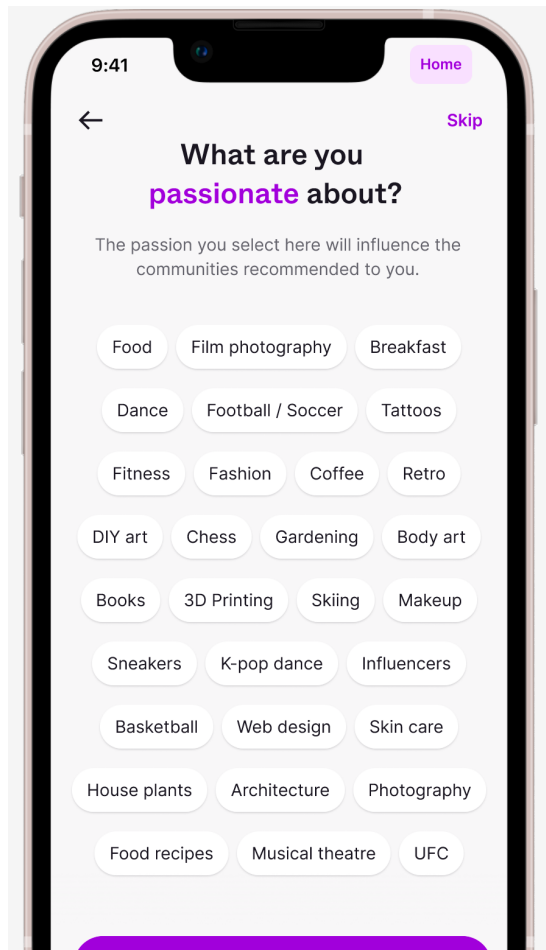 9:41
Home
Skip
What are you
passionate about?
The passion you select here will influence the
communities recommended to you.
Food Film photography Breakfast
Dance Football / Soccer Tattoos
Fitness Fashion Coffee Retro
DIY art Chess Gardening Body art
Books 3D Printing Skiing Makeup
Sneakers K-pop dance Influencers
Basketball Web design Skin care
House plants Architecture Photography
Food recipes Musical theatre UFC